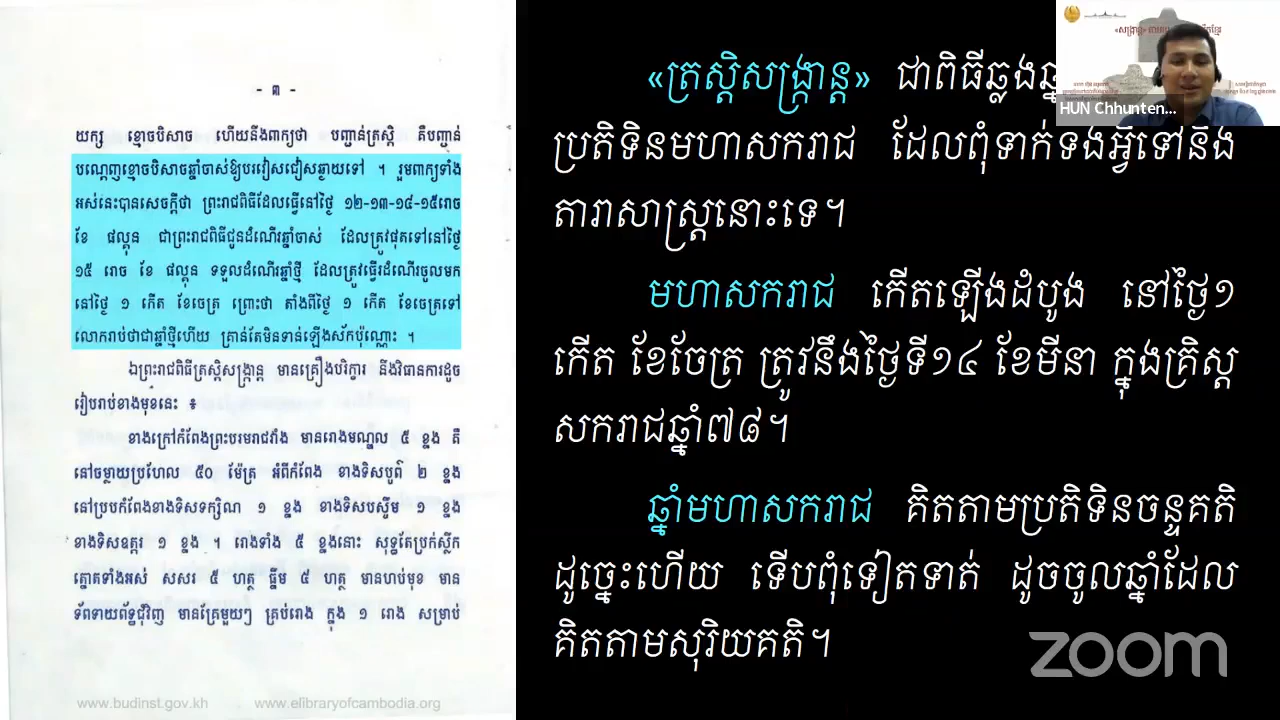 - ៣ -
យក្ស ខ្មោចបិសាច ហើយនឹងពាក្យថា បញ្ជាន់ត្រស្តិ គឺបញ្ជាន់
បណ្តេញខ្មោចបិសាចឆ្នាំចាស់ឱ្យបររៀសជៀសឆ្ងាយទៅ ។ រួមពាក្យទាំង
អស់នេះបានសេចក្តីថា ព្រះរាជពិធីដែលធ្វើនៅថ្ងៃ ១២-១៣-១៤-១៥រោច
ខែ ផល្គុន ជាព្រះរាជពិធីជូនដំណើរឆ្នាំចាស់ ដែលត្រូវផុតទៅនៅថ្ងៃ
១៥ រោច ខែ ផល្គុន ទទួលដំណើរឆ្នាំថ្មី ដែលត្រូវធ្វើរដំណើរចូលមក
នៅថ្ងៃ ១ កើត ខែចេត្រ ព្រោះថា តាំងពីថ្ងៃ ១ កើត ខែចេត្រទៅ
លោករាប់ថាជាឆ្នាំថ្មីហើយ គ្រាន់តែមិនទាន់ឡើងស័កប៉ុណ្ណោះ ។
ឯព្រះរាជពិធីត្រស្តិសង្ក្រាន្ត មានគ្រឿងបរិក្ខារ នឹងវិធានការដូច
រៀបរាប់ខាងមុខនេះ ៖
ខាងក្រៅកំពែងព្រះបរមរាជវាំង មានរោងមណ្ឌល ៥ ខ្នង គឺ
នៅចម្ងាយប្រហែល ៥០ ម៉ែត្រ អំពីកំពែង ខាងទិសបូព៌ ២ ខ្នង
នៅប្របកំពែងខាងទិសទក្សិណ ១ ខ្នង ខាងទិសបស្ចឹម ១ ខ្នង
ខាងទិសឧត្តរ ១ ខ្នង ។ រោងទាំង ៥ ខ្នងនោះ សុទ្ធតែប្រក់ស្លឹក
ត្នោតទាំងអស់ សសរ ៥ ហត្ថ ធ្នឹម ៥ ហត្ថ មានហប់មុខ មាន
ទ័ពទាយព័ទ្ធជុំវិញ មានគ្រែមួយៗ គ្រប់រោង ក្នុង ១ រោង សម្រាប់
www.budinst.gov.kh www.elibraryofcambodia.org
«ត្រស្តិសង្ក្រាន្ត» ជាពិធីឆ្លងឆ្ន
ប្រតិទិនមហាសករាជ ដែលពុំទាក់ទងអ្វីទៅនឹង
តារាសាស្ត្រនោះទេ។
មហាសករាជ កើតឡើងដំបូង នៅថ្ងៃ១
កើត ខែចែត្រ ត្រូវនឹងថ្ងៃទី១៤ ខែមីនា ក្នុងគ្រិស្ត
សករាជឆ្នាំ៧៨។
ឆ្នាំមហាសករាជ គិតតាមប្រតិទិនចន្ទគតិ
ដូច្នេះហើយ ទើបពុំទៀតទាត់ ដូចចូលឆ្នាំដែល
គិតតាមសុរិយគតិ។
HUN Chhunten...
zoom